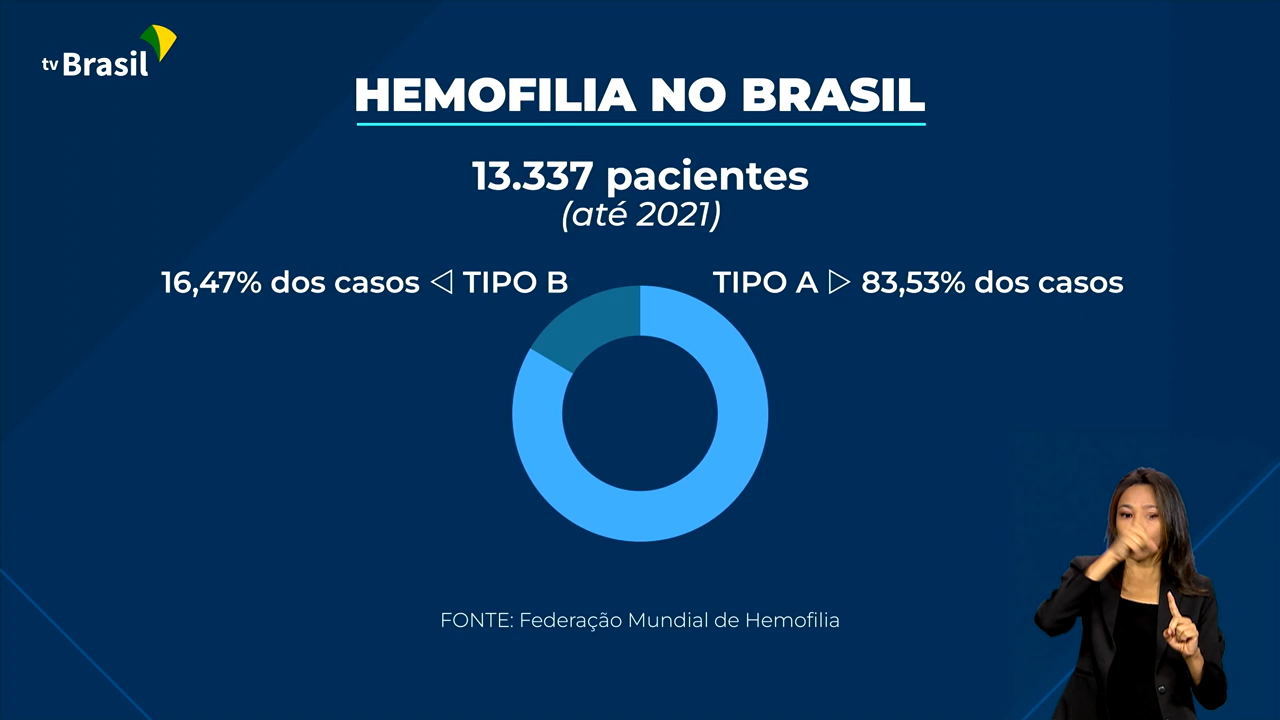 tv Brasil
HEMOFILIA NO BRASIL
13.337 pacientes
(até 2021)
16,47% dos casos ◁ TIPO B
TIPO A ▷ 83,53% dos casos
FONTE: Federação Mundial de Hemofilia